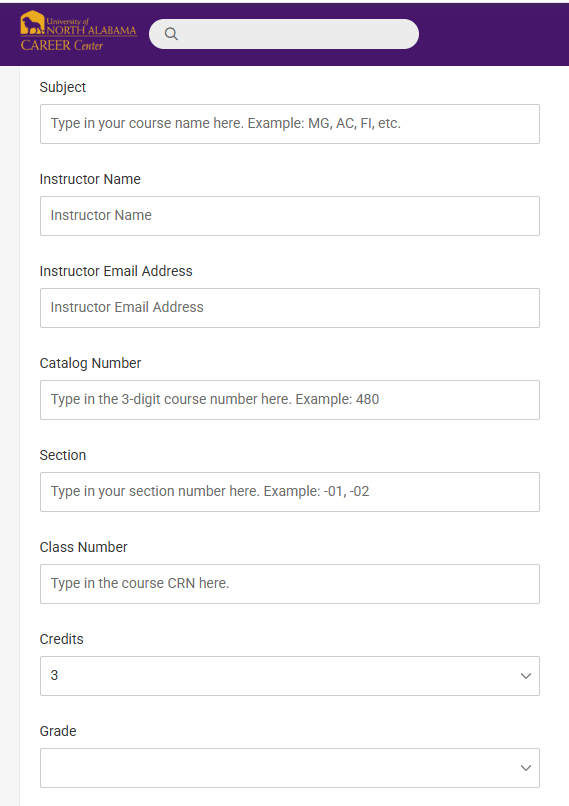 University of
NORTH ALABAMA
CAREER Center
Subject
Type in your course name here. Example: MG, AC, FI, etc.
Instructor Name
Instructor Name
Instructor Email Address
Instructor Email Address
Catalog Number
Type in the 3-digit course number here. Example: 480
Section
Type in your section number here. Example: -01, -02
Class Number
Type in the course CRN here.
Credits
3
Grade